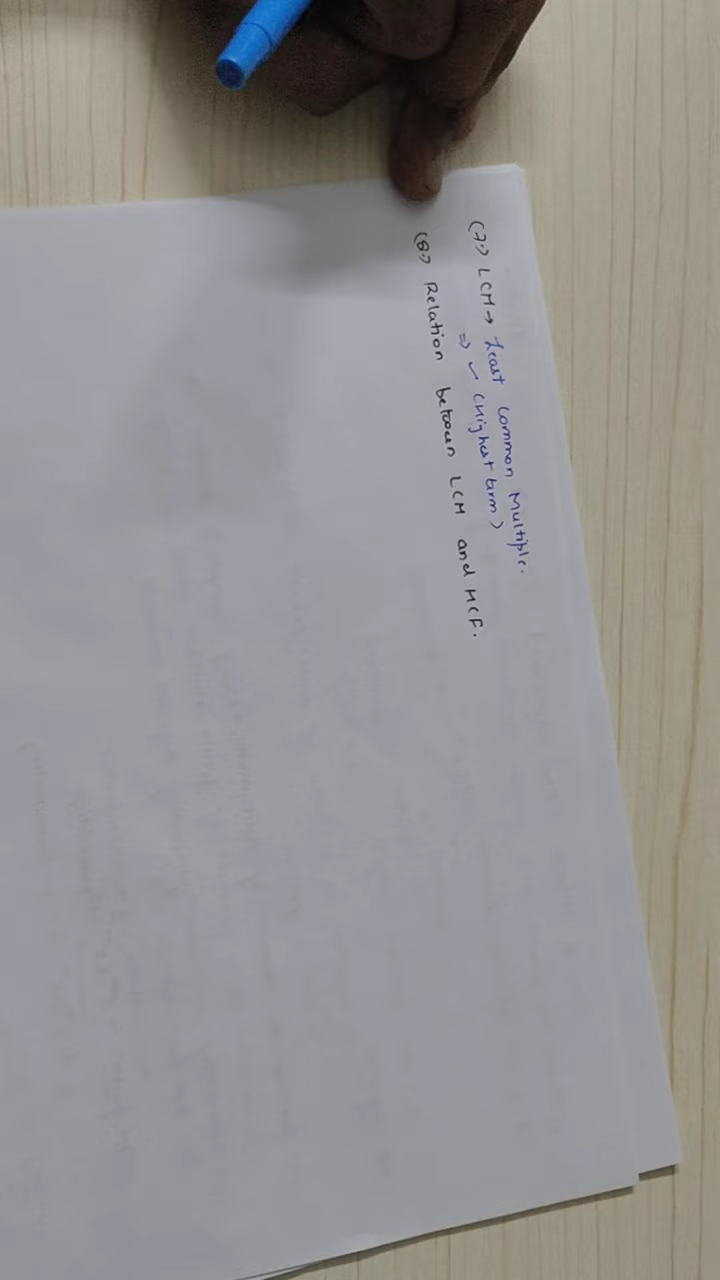 (7.) LCM → Least Common Multiple.
⇒ ✓ (Highest term)
(8.) Relation between LCM and HCF.